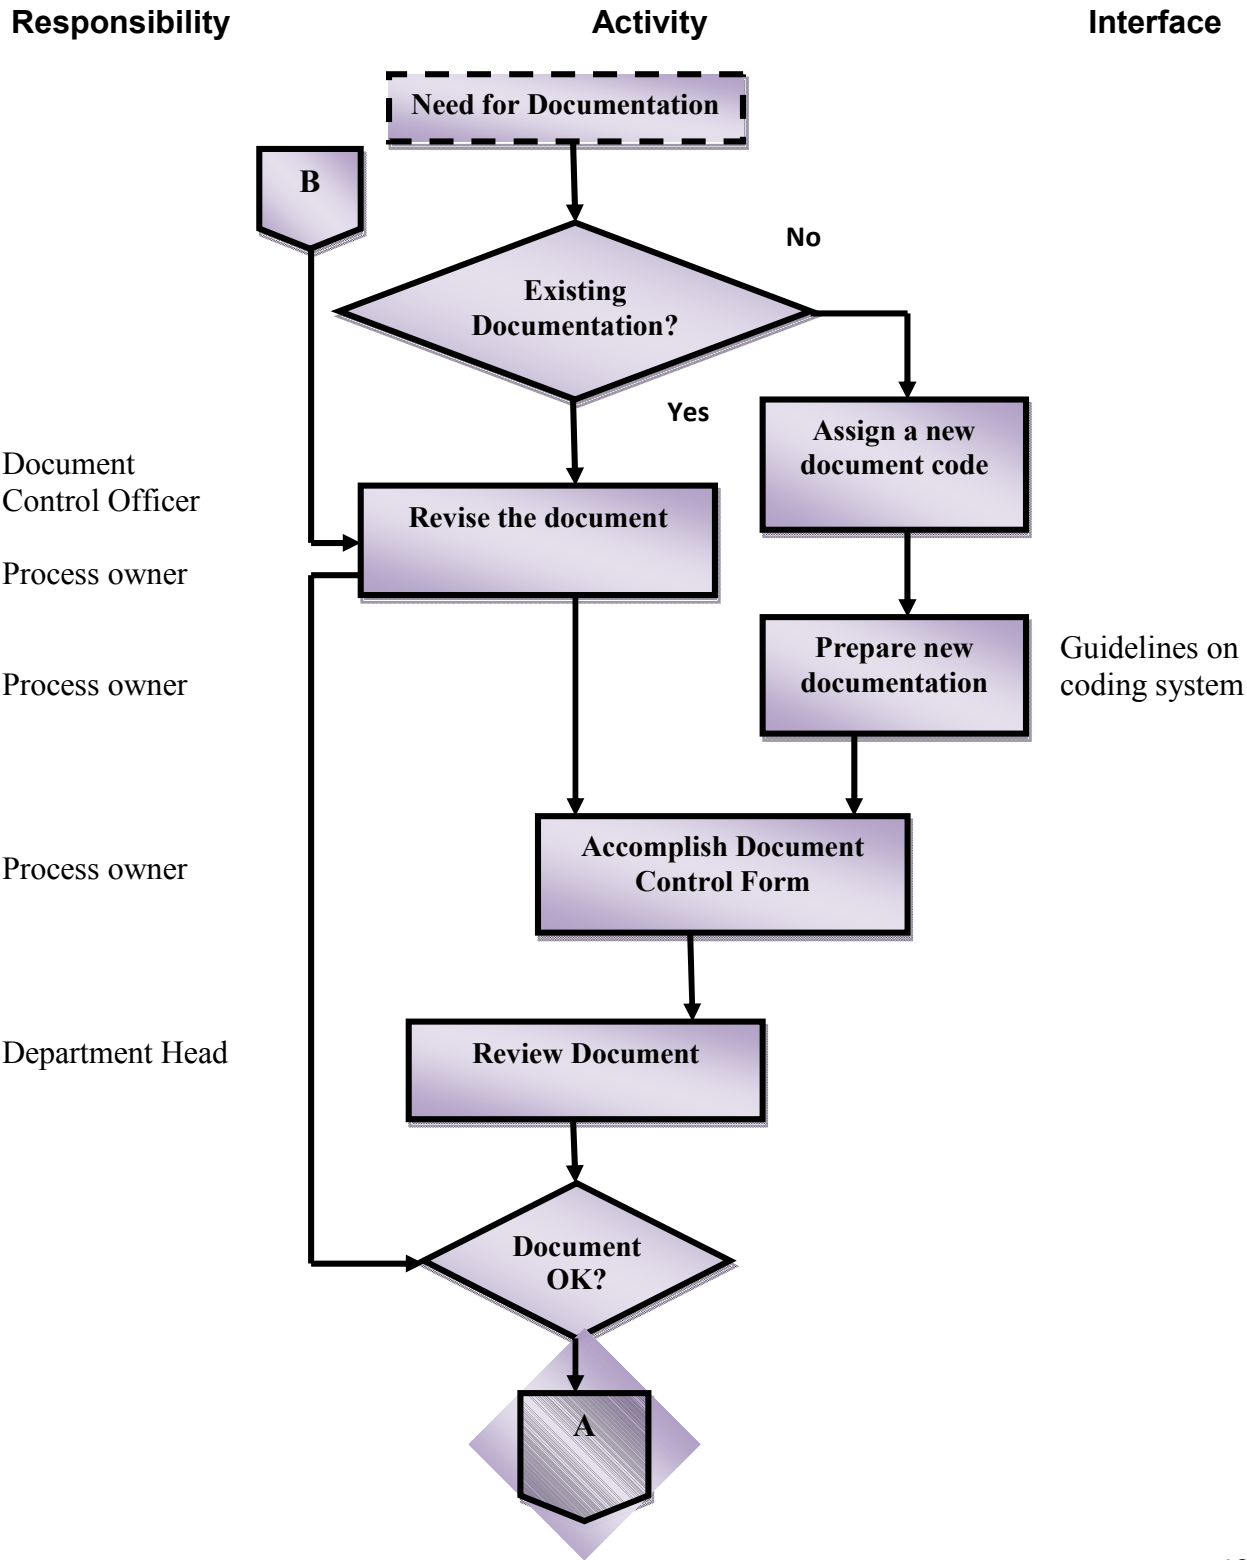 Responsibility
Activity
Interface
Need for Documentation
B
No
Existing
Documentation?
Yes
Assign a new
document code
Document
Control Officer
Revise the document
Process owner
Prepare new
documentation
Guidelines on
coding system
Process owner
Accomplish Document
Control Form
Process owner
Review Document
Department Head
Document
OK?
A